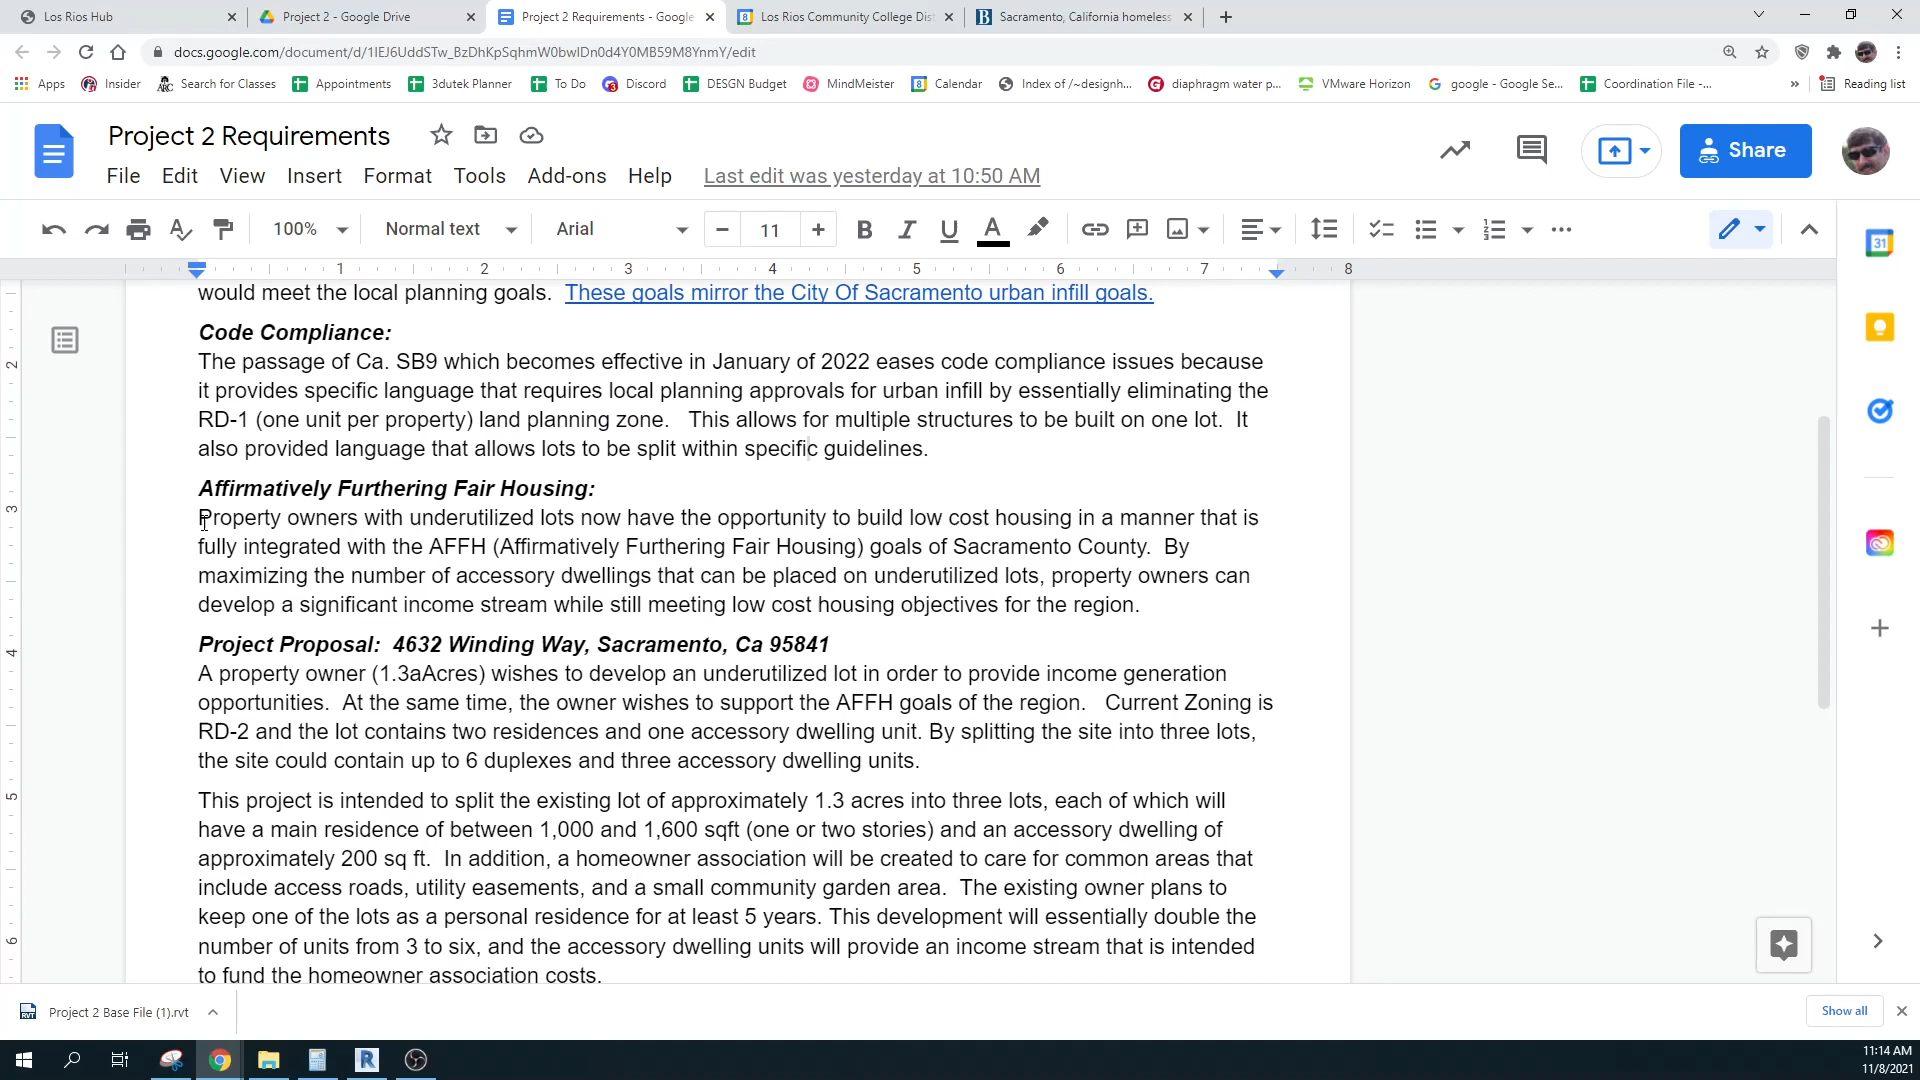 Los Rios Hub
Project 2 - Google Drive
Project 2 Requirements - Google
Los Rios Community College Dist
Sacramento, California homeless
docs.google.com/document/d/1IEJ6UddSTw_BzDhKpSqhmW0bwIDn0d4Y0MB59M8YnmY/edit
Apps
Insider
Search for Classes
Appointments
3dutek Planner
To Do
Discord
DESGN Budget
MindMeister
Calendar
Index of /~designh...
diaphragm water p...
VMware Horizon
google - Google Se...
Coordination File -...
Reading list
Project 2 Requirements
Share
File Edit View Insert Format Tools Add-ons Help Last edit was yesterday at 10:50 AM
100% Normal text Arial 11
1 2 3 4 5 6 7 8
would meet the local planning goals.  These goals mirror the City Of Sacramento urban infill goals.
Code Compliance:
The passage of Ca. SB9 which becomes effective in January of 2022 eases code compliance issues because
it provides specific language that requires local planning approvals for urban infill by essentially eliminating the
RD-1 (one unit per property) land planning zone.   This allows for multiple structures to be built on one lot.  It
also provided language that allows lots to be split within specific guidelines.
Affirmatively Furthering Fair Housing:
Property owners with underutilized lots now have the opportunity to build low cost housing in a manner that is
fully integrated with the AFFH (Affirmatively Furthering Fair Housing) goals of Sacramento County.  By
maximizing the number of accessory dwellings that can be placed on underutilized lots, property owners can
develop a significant income stream while still meeting low cost housing objectives for the region.
Project Proposal:  4632 Winding Way, Sacramento, Ca 95841
A property owner (1.3aAcres) wishes to develop an underutilized lot in order to provide income generation
opportunities.  At the same time, the owner wishes to support the AFFH goals of the region.   Current Zoning is
RD-2 and the lot contains two residences and one accessory dwelling unit. By splitting the site into three lots,
the site could contain up to 6 duplexes and three accessory dwelling units.
This project is intended to split the existing lot of approximately 1.3 acres into three lots, each of which will
have a main residence of between 1,000 and 1,600 sqft (one or two stories) and an accessory dwelling of
approximately 200 sq ft.  In addition, a homeowner association will be created to care for common areas that
include access roads, utility easements, and a small community garden area.  The existing owner plans to
keep one of the lots as a personal residence for at least 5 years. This development will essentially double the
number of units from 3 to six, and the accessory dwelling units will provide an income stream that is intended
to fund the homeowner association costs.
2
3
4
5
6
31
Project 2 Base File (1).rvt
Show all
11:14 AM
11/8/2021